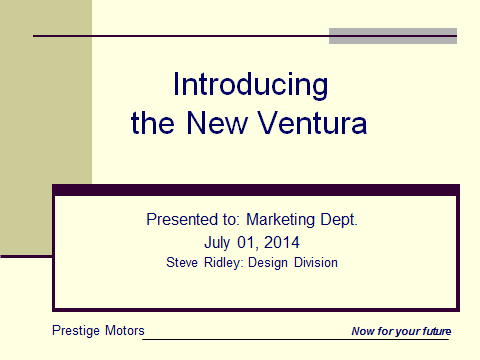 Introducing
the New Ventura
Presented to: Marketing Dept.
July 01, 2014
Steve Ridley: Design Division
Prestige Motors
Now for your future